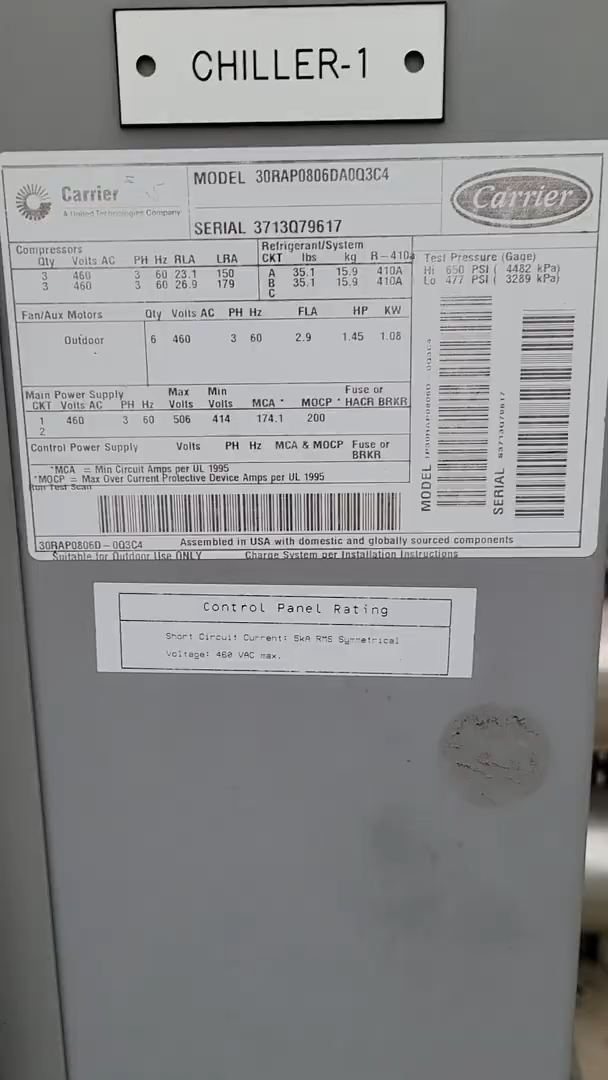 CHILLER-1
Carrier
A United Technologies Company
MODEL 30RAP0806DA0Q3C4
SERIAL 3713Q79617
Carrier
Compressors
Qty Volts AC PH Hz RLA LRA
3 460 3 60 23.1 150
3 460 3 60 26.9 179
Refrigerant/System
CKT lbs kg R-410a
A 35.1 15.9 410A
B 35.1 15.9 410A
C
Test Pressure (Gage)
Hi 650 PSI ( 4482 kPa)
Lo 477 PSI ( 3289 kPa)
Fan/Aux Motors Qty Volts AC PH Hz FLA HP KW
Outdoor 6 460 3 60 2.9 1.45 1.08
Main Power Supply Max Min Fuse or
CKT Volts AC PH Hz Volts Volts MCA * MOCP * HACR BRKR
1 460 3 60 506 414 174.1 200
2
Control Power Supply Volts PH Hz MCA & MOCP Fuse or
BRKR
*MCA = Min Circuit Amps per UL 1995
*MOCP = Max Over Current Protective Device Amps per UL 1995
Run Test Scan
MODEL
SERIAL S3713Q79617
30RAP0806D-0Q3C4 Assembled in USA with domestic and globally sourced components
Suitable for Outdoor Use ONLY Charge System per Installation Instructions
Control Panel Rating
Short Circuit Current: 5kA RMS Symmetrical
Voltage: 460 VAC max.